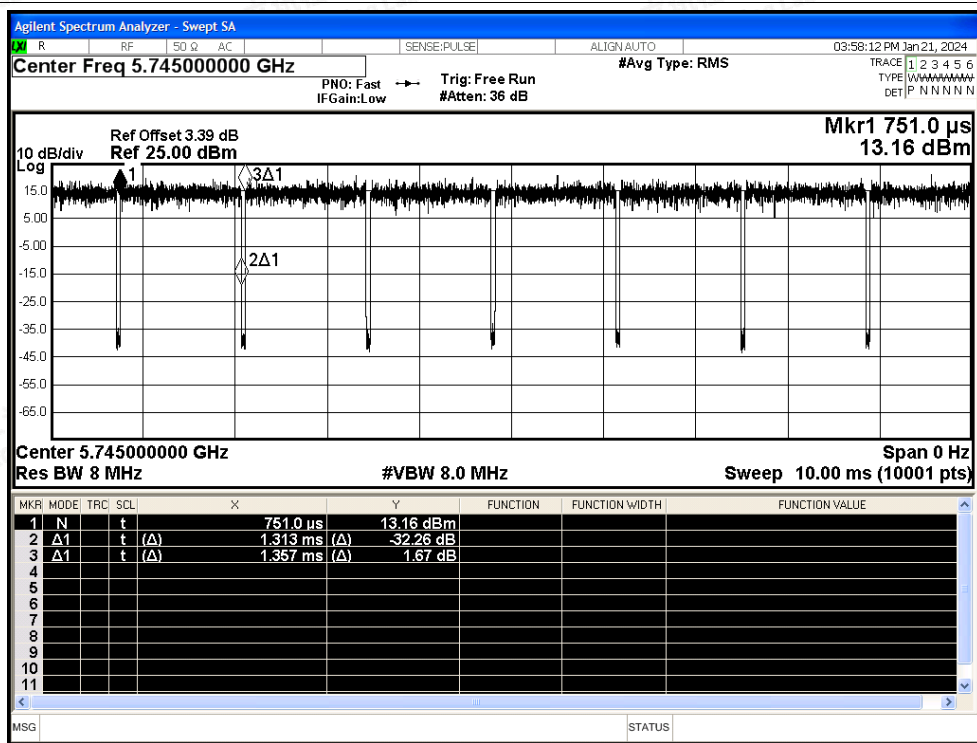 Agilent Spectrum Analyzer - Swept SA
LXI R RF 50 Ω AC SENSE:PULSE ALIGN AUTO 03:58:12 PM Jan 21, 2024
Center Freq 5.745000000 GHz #Avg Type: RMS TRACE 1 2 3 4 5 6
PNO: Fast Trig: Free Run TYPE WWWWWW
IFGain:Low #Atten: 36 dB DET P N N N N N
Mkr1 751.0 µs
13.16 dBm
Ref Offset 3.39 dB
10 dB/div Ref 25.00 dBm
Log
1 3Δ1
15.0
5.00
-5.00
2Δ1
-15.0
-25.0
-35.0
-45.0
-55.0
-65.0
Center 5.745000000 GHz Span 0 Hz
Res BW 8 MHz #VBW 8.0 MHz Sweep 10.00 ms (10001 pts)
MKR MODE TRC SCL X Y FUNCTION FUNCTION WIDTH FUNCTION VALUE
1 N t 751.0 µs 13.16 dBm
2 Δ1 t (Δ) 1.313 ms (Δ) -32.26 dB
3 Δ1 t (Δ) 1.357 ms (Δ) 1.67 dB
4
5
6
7
8
9
10
11
MSG STATUS